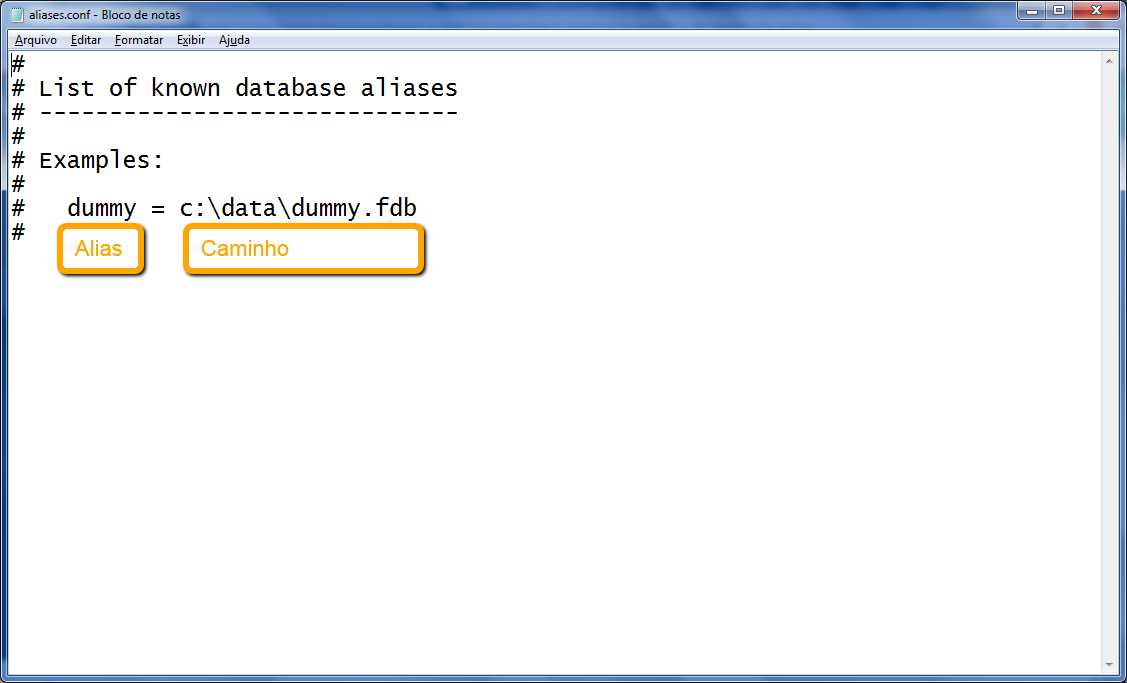 aliases.conf - Bloco de notas
Arquivo Editar Formatar Exibir Ajuda
#
# List of known database aliases
# ------------------------------
#
# Examples:
#
#   dummy = c:\data\dummy.fdb
#
Alias Caminho